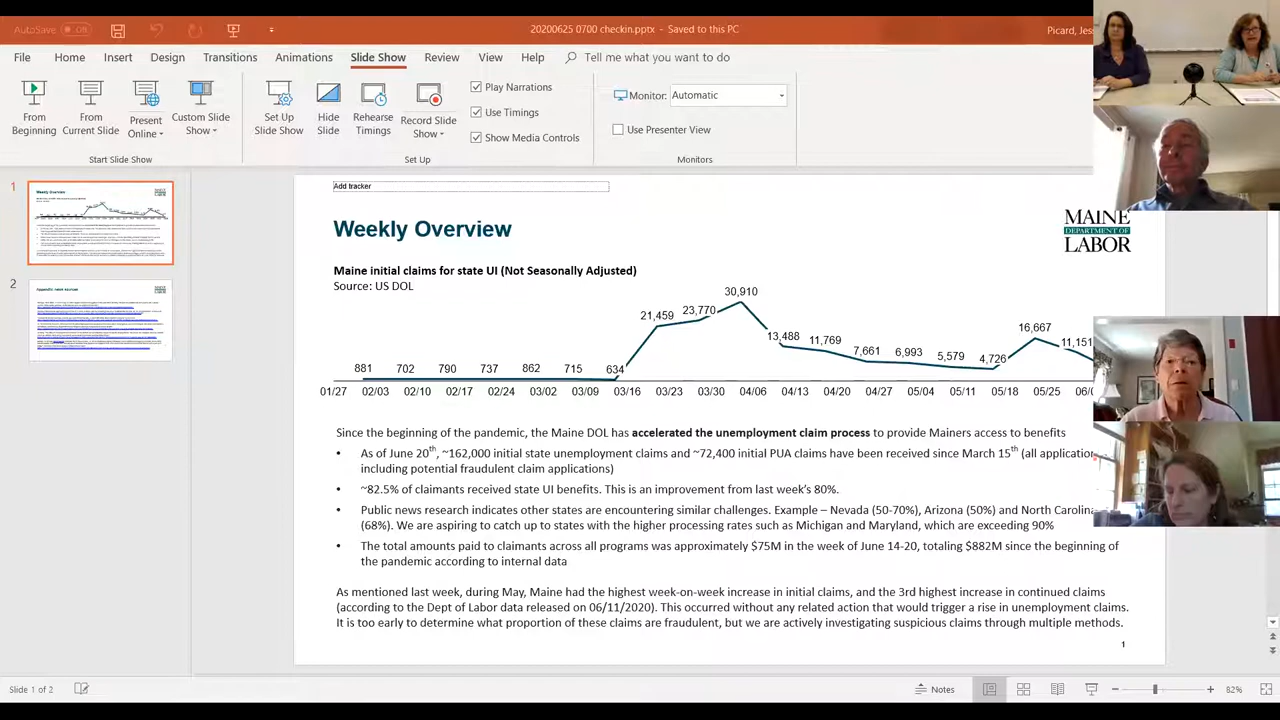 AutoSave Off
20200625 0700 checkin.pptx - Saved to this PC
Picard, Jes
File Home Insert Design Transitions Animations Slide Show Review View Help Tell me what you want to do
From Beginning
From Current Slide
Present Online
Custom Slide Show
Start Slide Show
Set Up Slide Show
Hide Slide
Rehearse Timings
Record Slide Show
Play Narrations
Use Timings
Show Media Controls
Set Up
Monitor: Automatic
Use Presenter View
Monitors
1
Weekly Overview
2
Add tracker
Weekly Overview
MAINE
DEPARTMENT OF
LABOR
Maine initial claims for state UI (Not Seasonally Adjusted)
Source: US DOL
881 702 790 737 862 715 634 21,459 23,770 30,910 13,488 11,769 7,661 6,993 5,579 4,726 16,667 11,151
01/27 02/03 02/10 02/17 02/24 03/02 03/09 03/16 03/23 03/30 04/06 04/13 04/20 04/27 05/04 05/11 05/18 05/25 06/0
Since the beginning of the pandemic, the Maine DOL has accelerated the unemployment claim process to provide Mainers access to benefits
• As of June 20th, ~162,000 initial state unemployment claims and ~72,400 initial PUA claims have been received since March 15th (all application
including potential fraudulent claim applications)
• ~82.5% of claimants received state UI benefits. This is an improvement from last week's 80%.
• Public news research indicates other states are encountering similar challenges. Example – Nevada (50-70%), Arizona (50%) and North Carolina
(68%). We are aspiring to catch up to states with the higher processing rates such as Michigan and Maryland, which are exceeding 90%
• The total amounts paid to claimants across all programs was approximately $75M in the week of June 14-20, totaling $882M since the beginning of
the pandemic according to internal data
As mentioned last week, during May, Maine had the highest week-on-week increase in initial claims, and the 3rd highest increase in continued claims
(according to the Dept of Labor data released on 06/11/2020). This occurred without any related action that would trigger a rise in unemployment claims.
It is too early to determine what proportion of these claims are fraudulent, but we are actively investigating suspicious claims through multiple methods.
1
Slide 1 of 2
Notes
82%